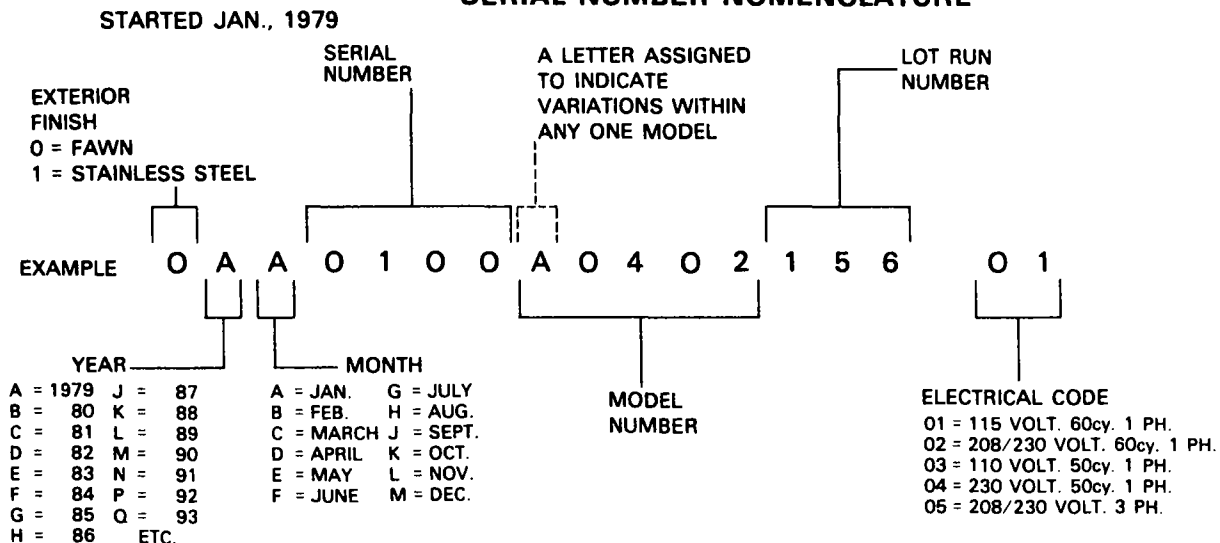 SERIAL NUMBER NOMENCLATURE
STARTED JAN., 1979
SERIAL
NUMBER
A LETTER ASSIGNED
TO INDICATE
VARIATIONS WITHIN
ANY ONE MODEL
LOT RUN
NUMBER
EXTERIOR
FINISH
0 = FAWN
1 = STAINLESS STEEL
EXAMPLE O A A O 1 O O A O 4 O 2 1 5 6 O 1
YEAR
A = 1979 J = 87
B = 80 K = 88
C = 81 L = 89
D = 82 M = 90
E = 83 N = 91
F = 84 P = 92
G = 85 Q = 93
H = 86 ETC.
MONTH
A = JAN. G = JULY
B = FEB. H = AUG.
C = MARCH J = SEPT.
D = APRIL K = OCT.
E = MAY L = NOV.
F = JUNE M = DEC.
MODEL
NUMBER
ELECTRICAL CODE
01 = 115 VOLT. 60cy. 1 PH.
02 = 208/230 VOLT. 60cy. 1 PH.
03 = 110 VOLT. 50cy. 1 PH.
04 = 230 VOLT. 50cy. 1 PH.
05 = 208/230 VOLT. 3 PH.